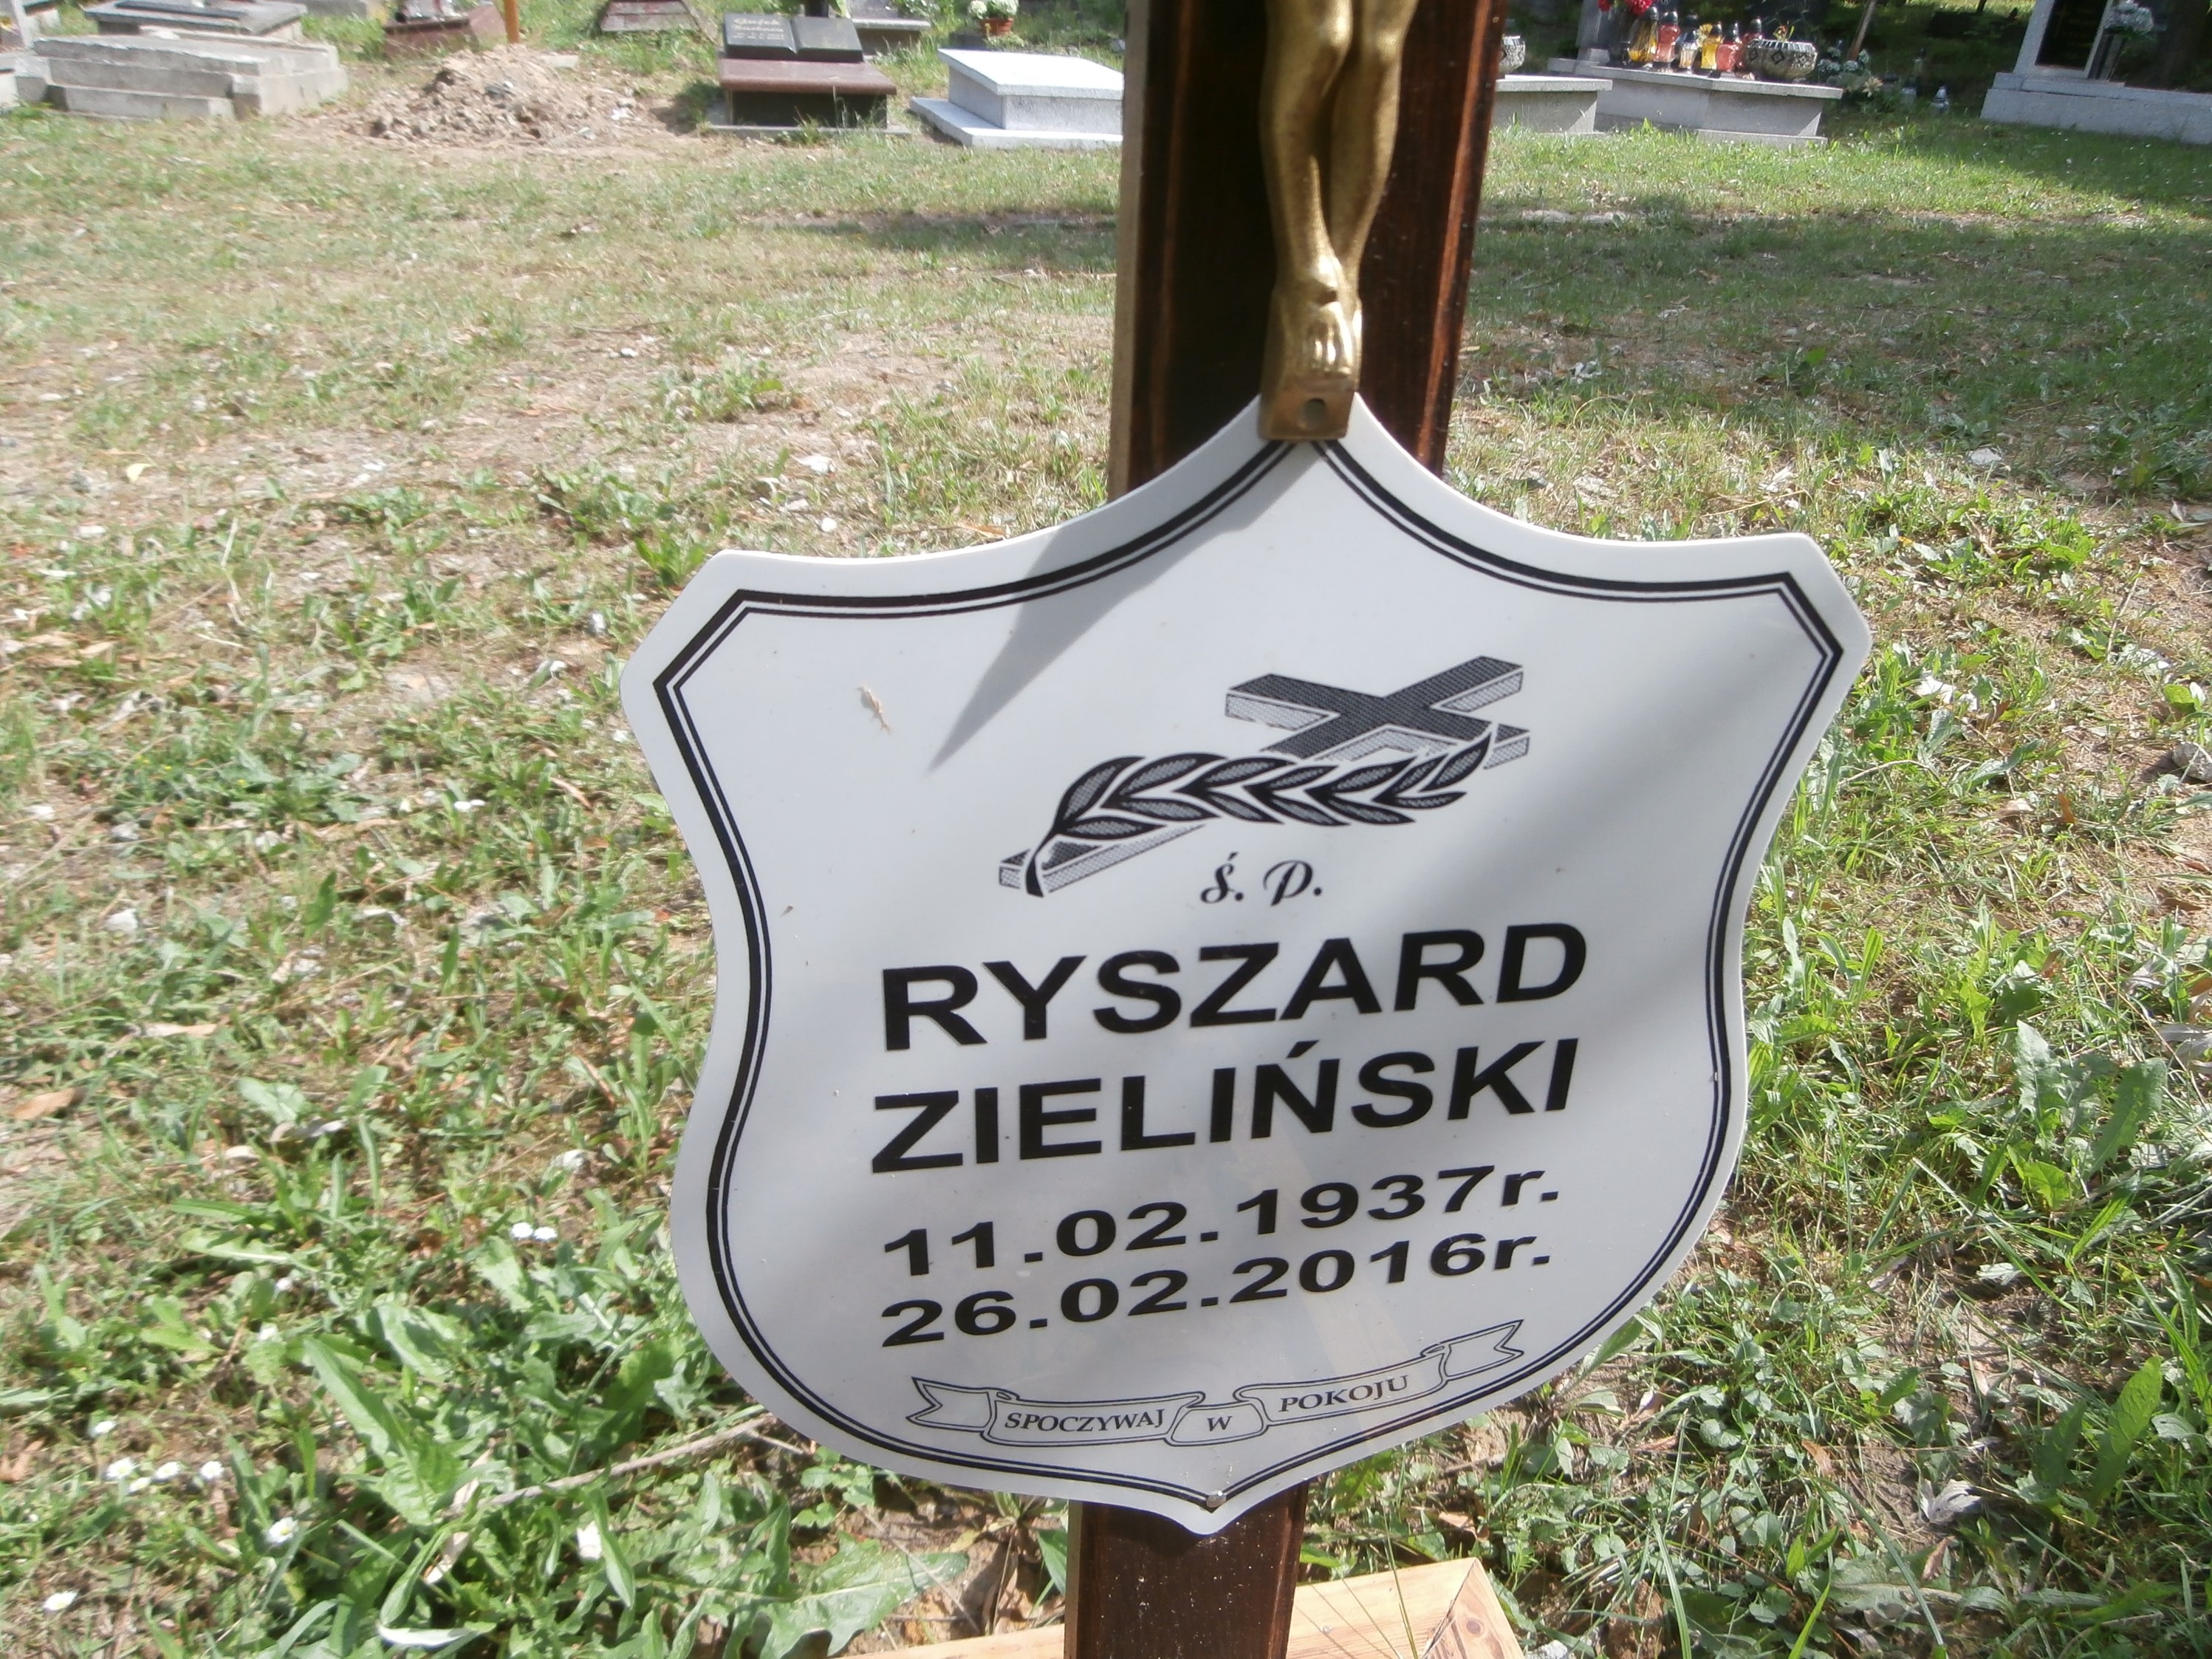 ś. p.
RYSZARD
ZIELIŃSKI
11.02.1937r.
26.02.2016r.
SPOCZYWAJ W POKOJU